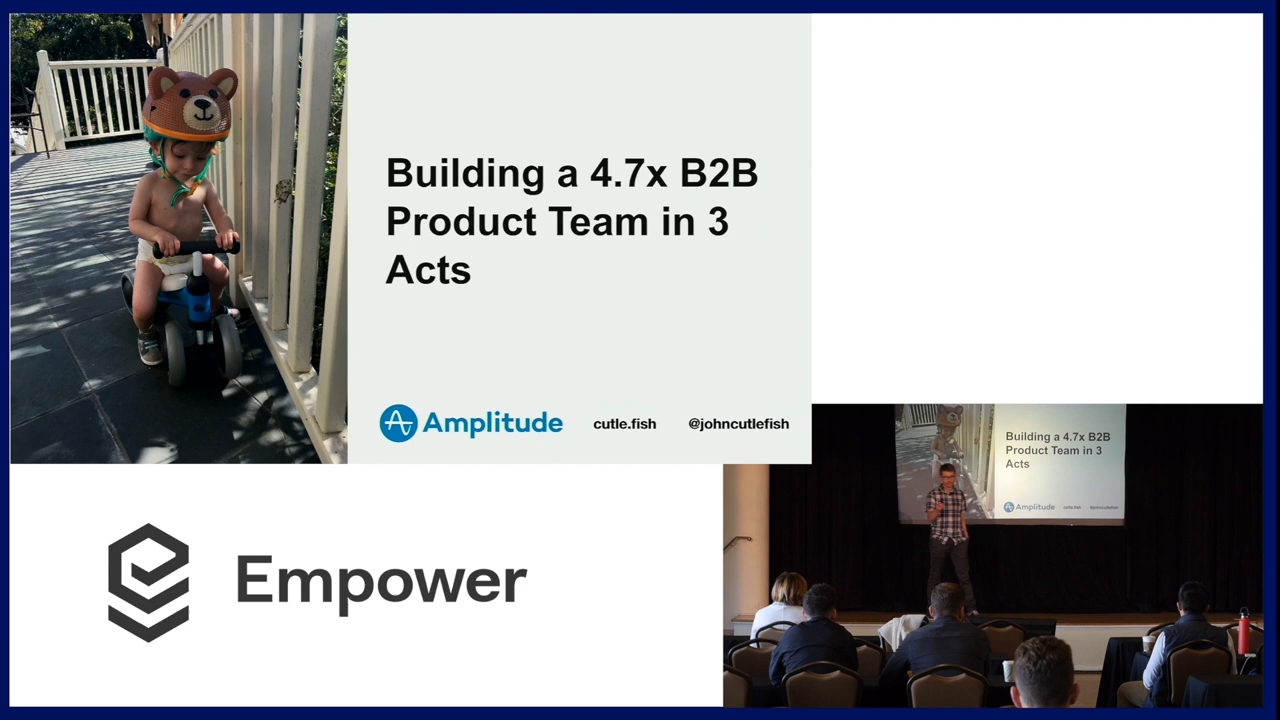 Building a 4.7x B2B
Product Team in 3
Acts
Amplitude
cutle.fish
@johncutlefish
Empower
Building a 4.7x B2B
Product Team in 3
Acts
Amplitude